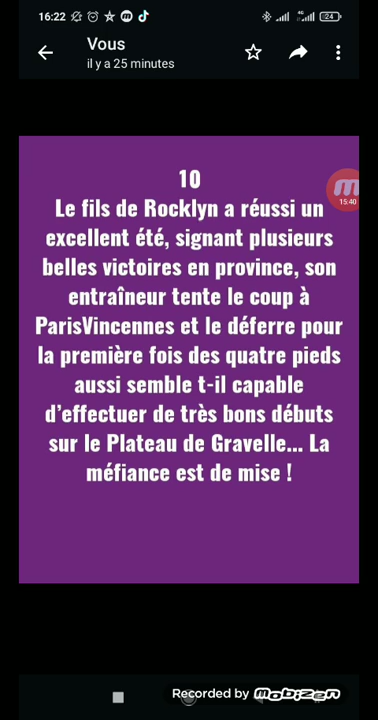 16:22
24
Vous
il y a 25 minutes
15:40
10
Le fils de Rocklyn a réussi un
excellent été, signant plusieurs
belles victoires en province, son
entraîneur tente le coup à
ParisVincennes et le déferre pour
la première fois des quatre pieds
aussi semble t-il capable
d'effectuer de très bons débuts
sur le Plateau de Gravelle... La
méfiance est de mise !
Recorded by Mobizen